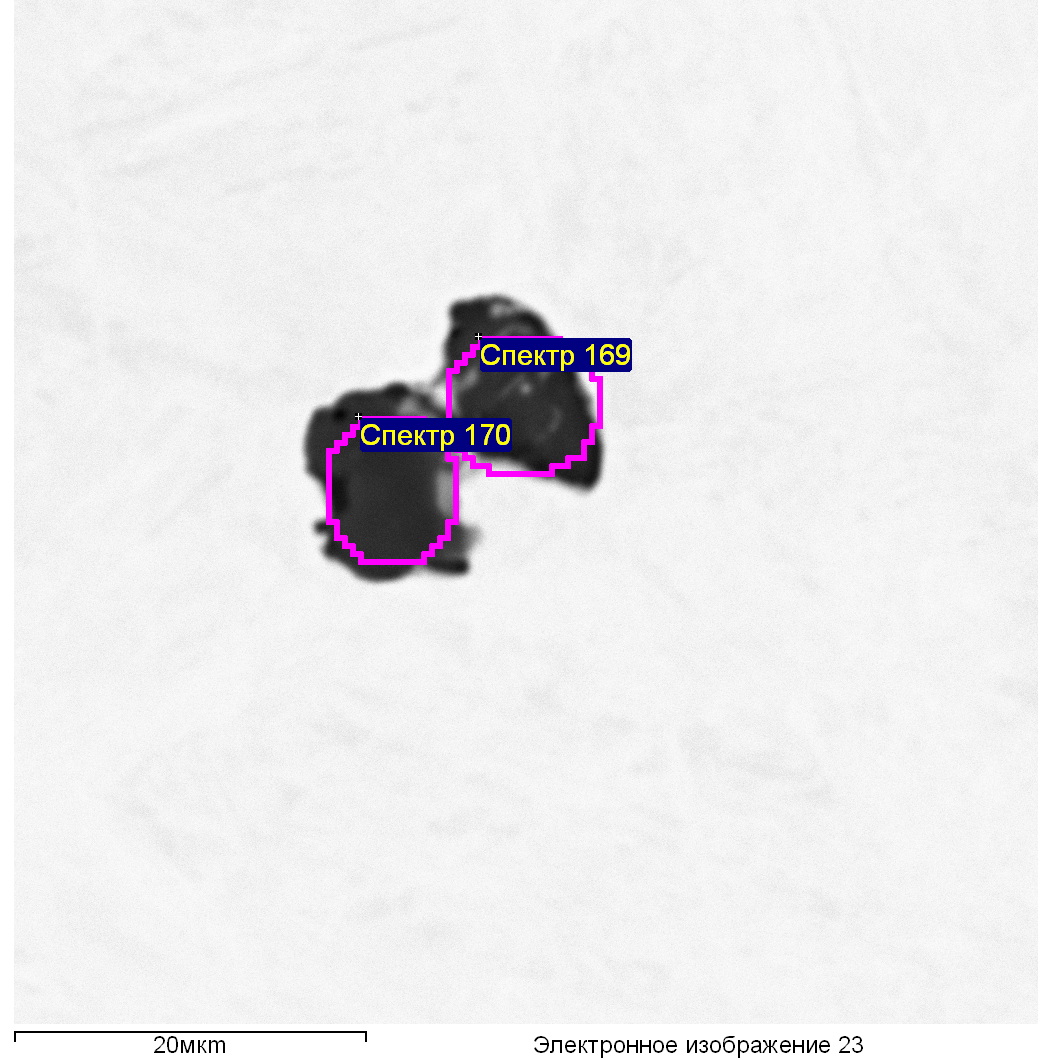 Спектр 169
Спектр 170
20мкm
Электронное изображение 23